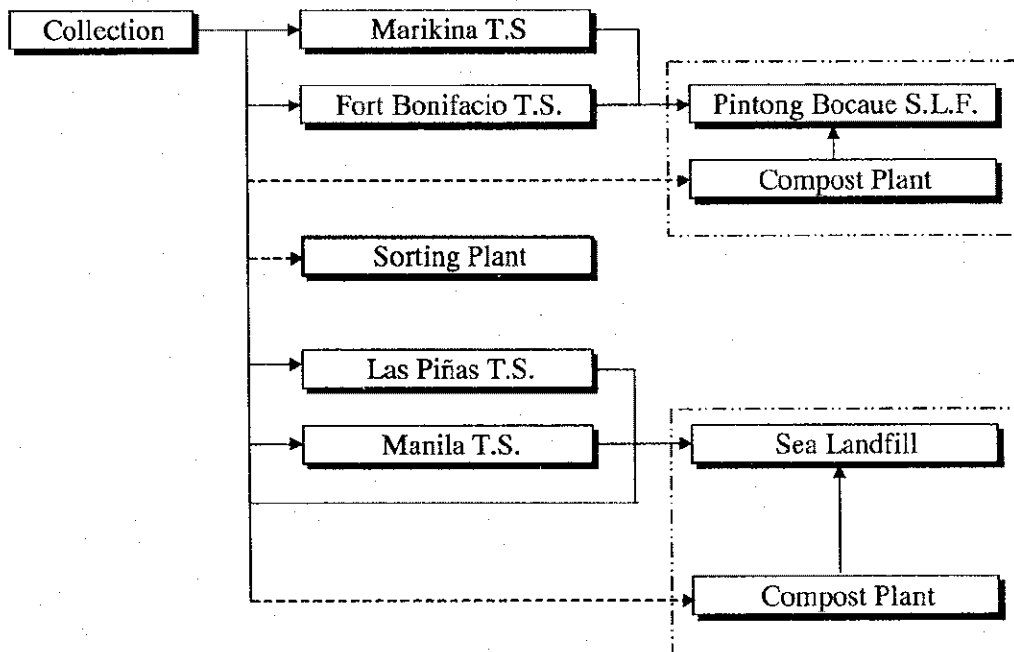 Collection
Marikina T.S
Fort Bonifacio T.S.
Pintong Bocaue S.L.F.
Compost Plant
Sorting Plant
Las Piñas T.S.
Manila T.S.
Sea Landfill
Compost Plant